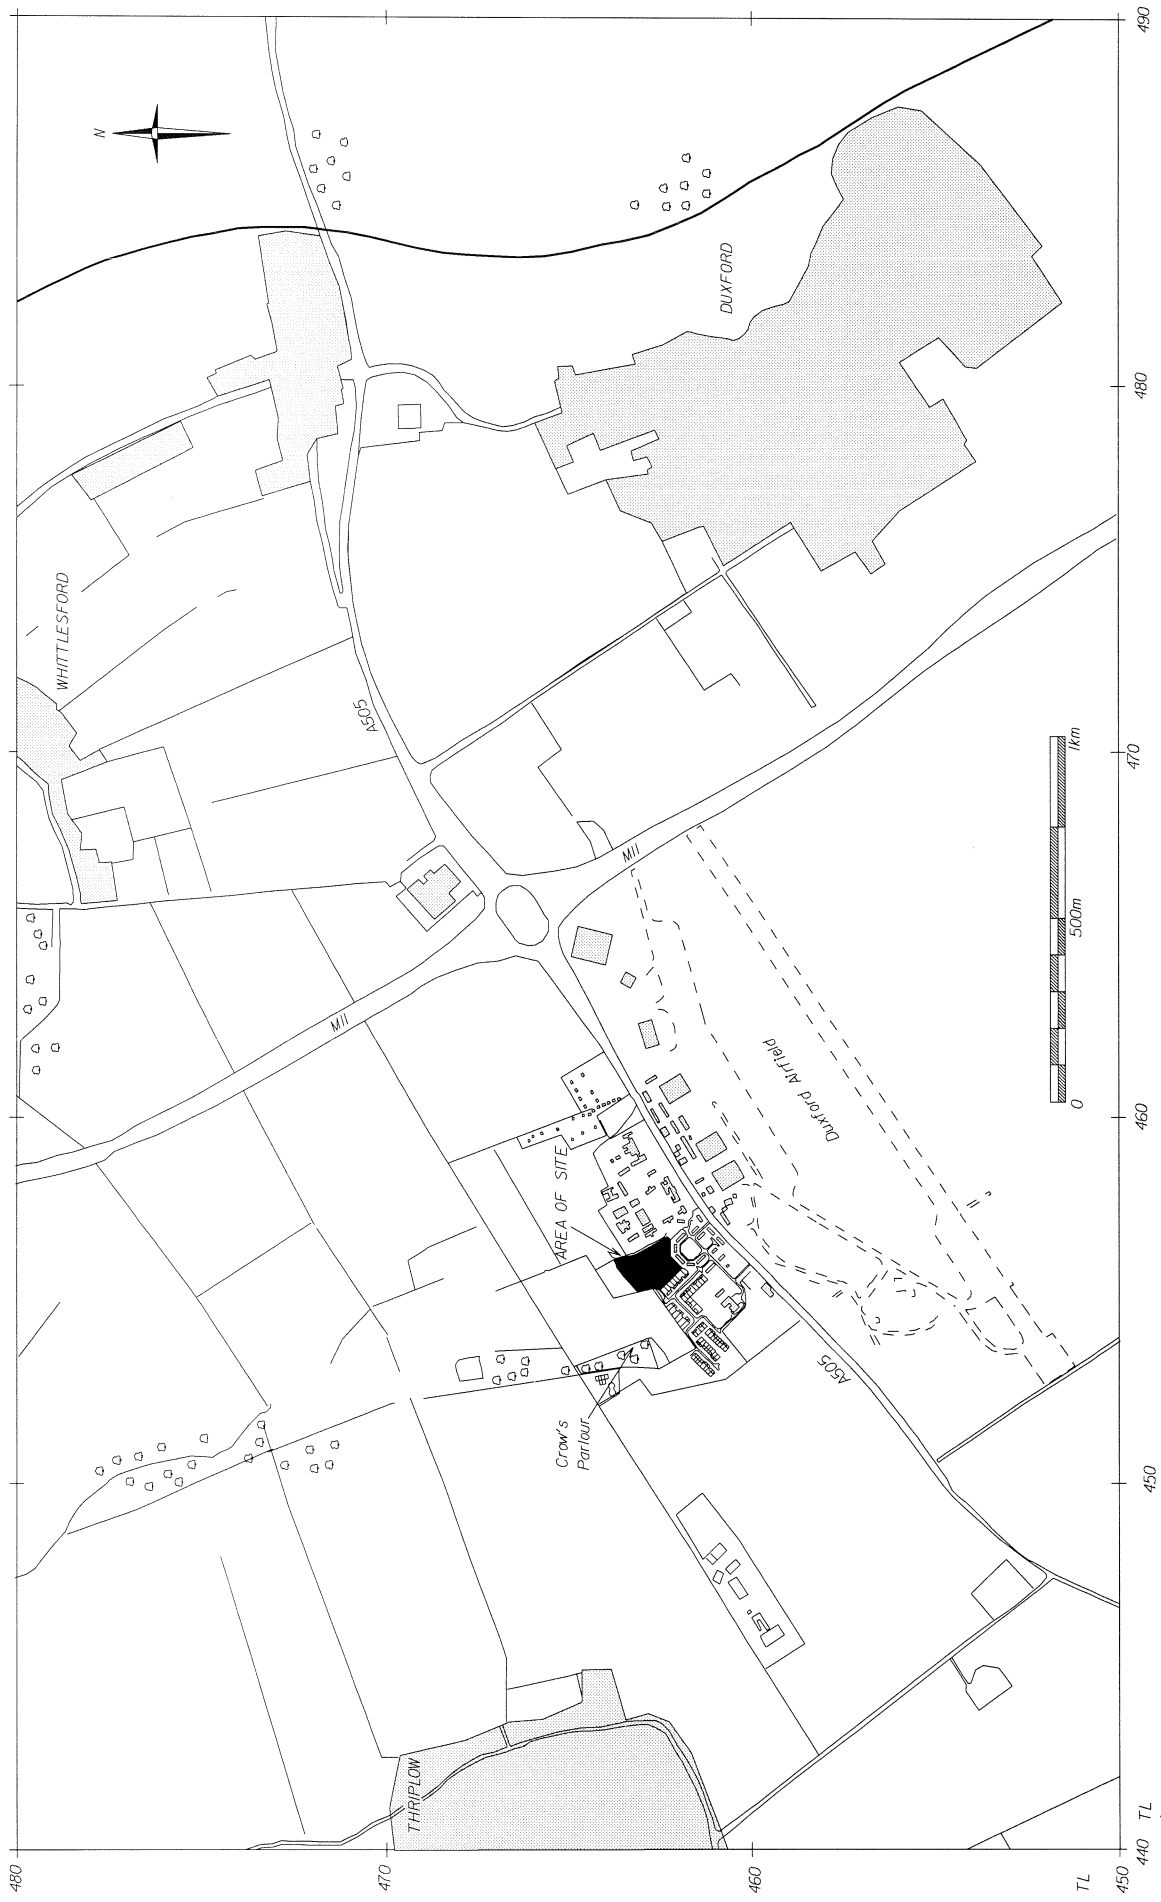 480
470
460
TL
450
440
TL
450
460
470
480
490
N
WHITTLESFORD
DUXFORD
A505
M11
M11
Duxford Airfield
AREA OF SITE
Crow's
Parlour
A505
THRIPLOW
0
500m
1km